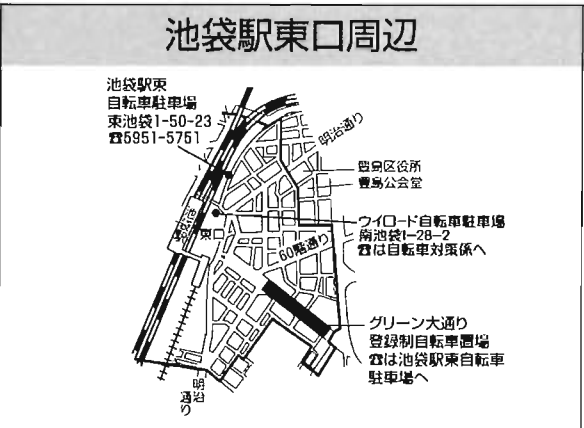 池袋駅東口周辺
池袋駅東
自転車駐車場
東池袋1-50-23
☎5951-5751
明治通り
豊島区役所
豊島公会堂
ウイロード自転車駐車場
南池袋1-28-2
☎は自転車対策係へ
池袋駅
東口
60階通り
グリーン大通り
登録制自転車置場
☎は池袋駅東自転車
駐車場へ
明治
通り